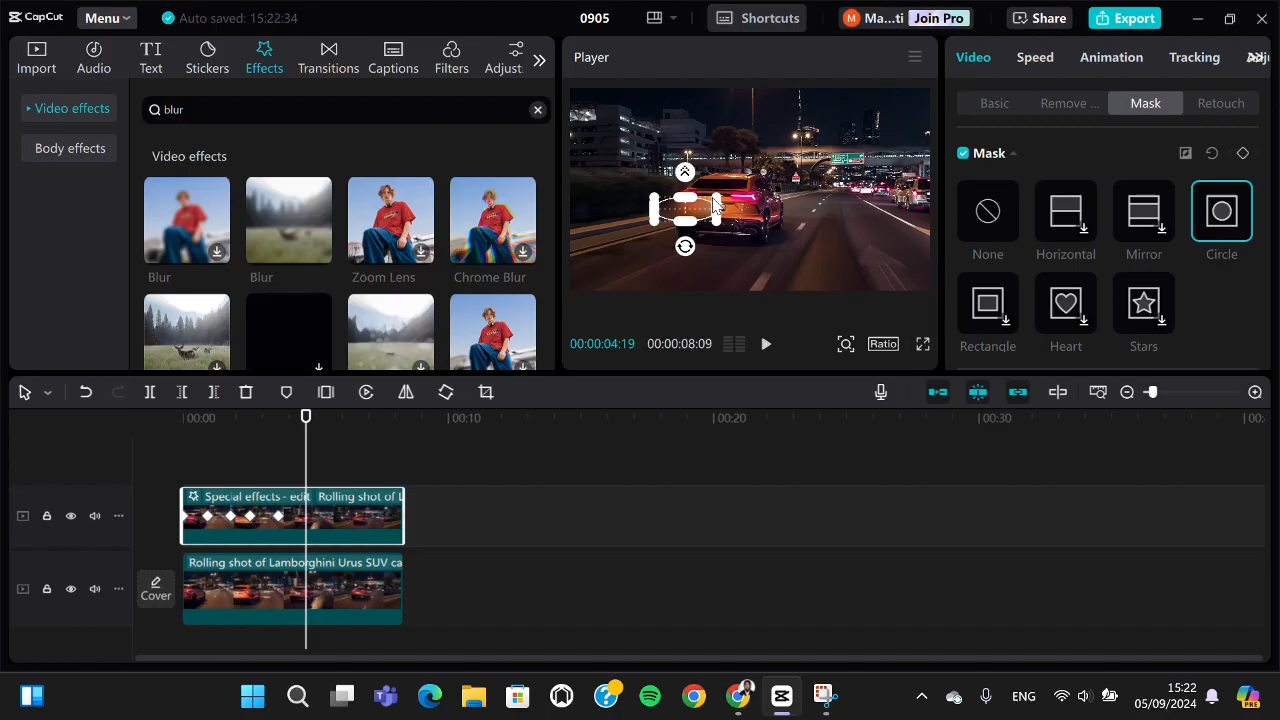 CapCut
Menu
Auto saved: 15:22:34
0905
Shortcuts
M
Ma...ti
Join Pro
Share
Export
Import
Audio
Text
Stickers
Effects
Transitions
Captions
Filters
Adjust
Video effects
Body effects
blur
Video effects
Blur
Blur
Zoom Lens
Chrome Blur
Player
00:00:04:19
00:00:08:09
Ratio
Video
Speed
Animation
Tracking
Basic
Remove ...
Mask
Retouch
Mask
None
Horizontal
Mirror
Circle
Rectangle
Heart
Stars
00:00
00:10
00:20
00:30
00:
Special effects - edit
Rolling shot of L
Cover
Rolling shot of Lamborghini Urus SUV ca
ENG
15:22
05/09/2024
PRE